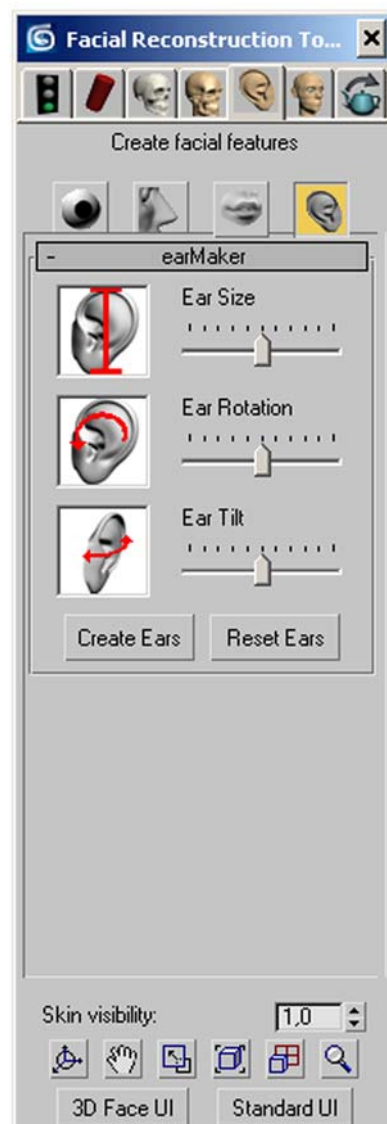 Facial Reconstruction To...
Create facial features
- earMaker
Ear Size
Ear Rotation
Ear Tilt
Create Ears Reset Ears
Skin visibility: 1,0
3D Face UI Standard UI